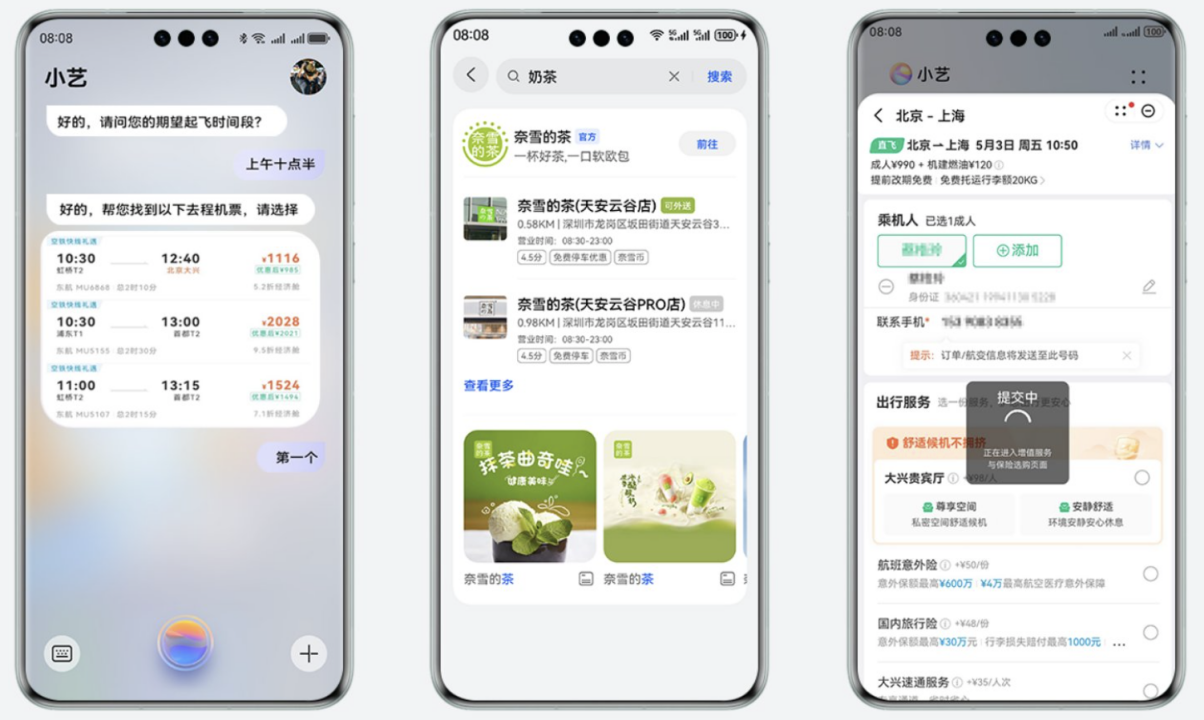 08:08
小艺
好的，请问您的期望起飞时间段？
上午十点半
好的，帮您找到以下去程机票，请选择
空铁快线礼遇
10:30 12:40 ¥1116
虹桥T2 北京大兴 优惠后¥985
东航 MU6868 总2时10分 5.2折经济舱
空铁快线礼遇
10:30 13:00 ¥2028
浦东T1 首都T2 优惠后¥2021
东航 MU5155 总2时30分 9.5折经济舱
空铁快线礼遇
11:00 13:15 ¥1524
虹桥T2 首都T2 优惠后¥1494
东航 MU5107 总2时15分 7.1折经济舱
第一个
08:08
5G 5G 100
奶茶
搜索
奈雪的茶
奈雪的茶 官方
一杯好茶,一口软欧包
前往
奈雪的茶(天安云谷店) 可外送
0.58KM | 深圳市龙岗区坂田街道天安云谷3...
营业时间：08:30-23:00
4.5分 免费停车优惠 奈雪币
奈雪的茶(天安云谷PRO店) 休息中
0.98KM | 深圳市龙岗区坂田街道天安云谷11...
营业时间：08:30-23:00
4.5分 免费停车 奈雪币
查看更多
奈雪的茶
抹茶曲奇哇
健康美味
奈雪的茶
奈雪的茶
奈雪的茶
08:08
100
小艺
北京 - 上海
直飞 北京 上海 5月3日 周五 10:50 详情
成人¥990 + 机建燃油¥120
提前改期免费 免费托运行李额20KG
乘机人 已选1成人
添加
身份证
联系手机*
提示：订单/航变信息将发送至此号码
出行服务 选一份服务，
提交中
正在进入增值服务
与保险选购页面
舒适候机不拥挤
大兴贵宾厅 +¥98/人
尊享空间 安静舒适
私密空间舒适候机 环境安静安心休息
航班意外险 +¥50/份
意外保额最高¥600万 ¥4万最高航空医疗意外保障
国内旅行险 +¥48/份
意外保额最高¥30万元 行李损失赔付最高1000元 ...
大兴速通服务 +¥35/人次